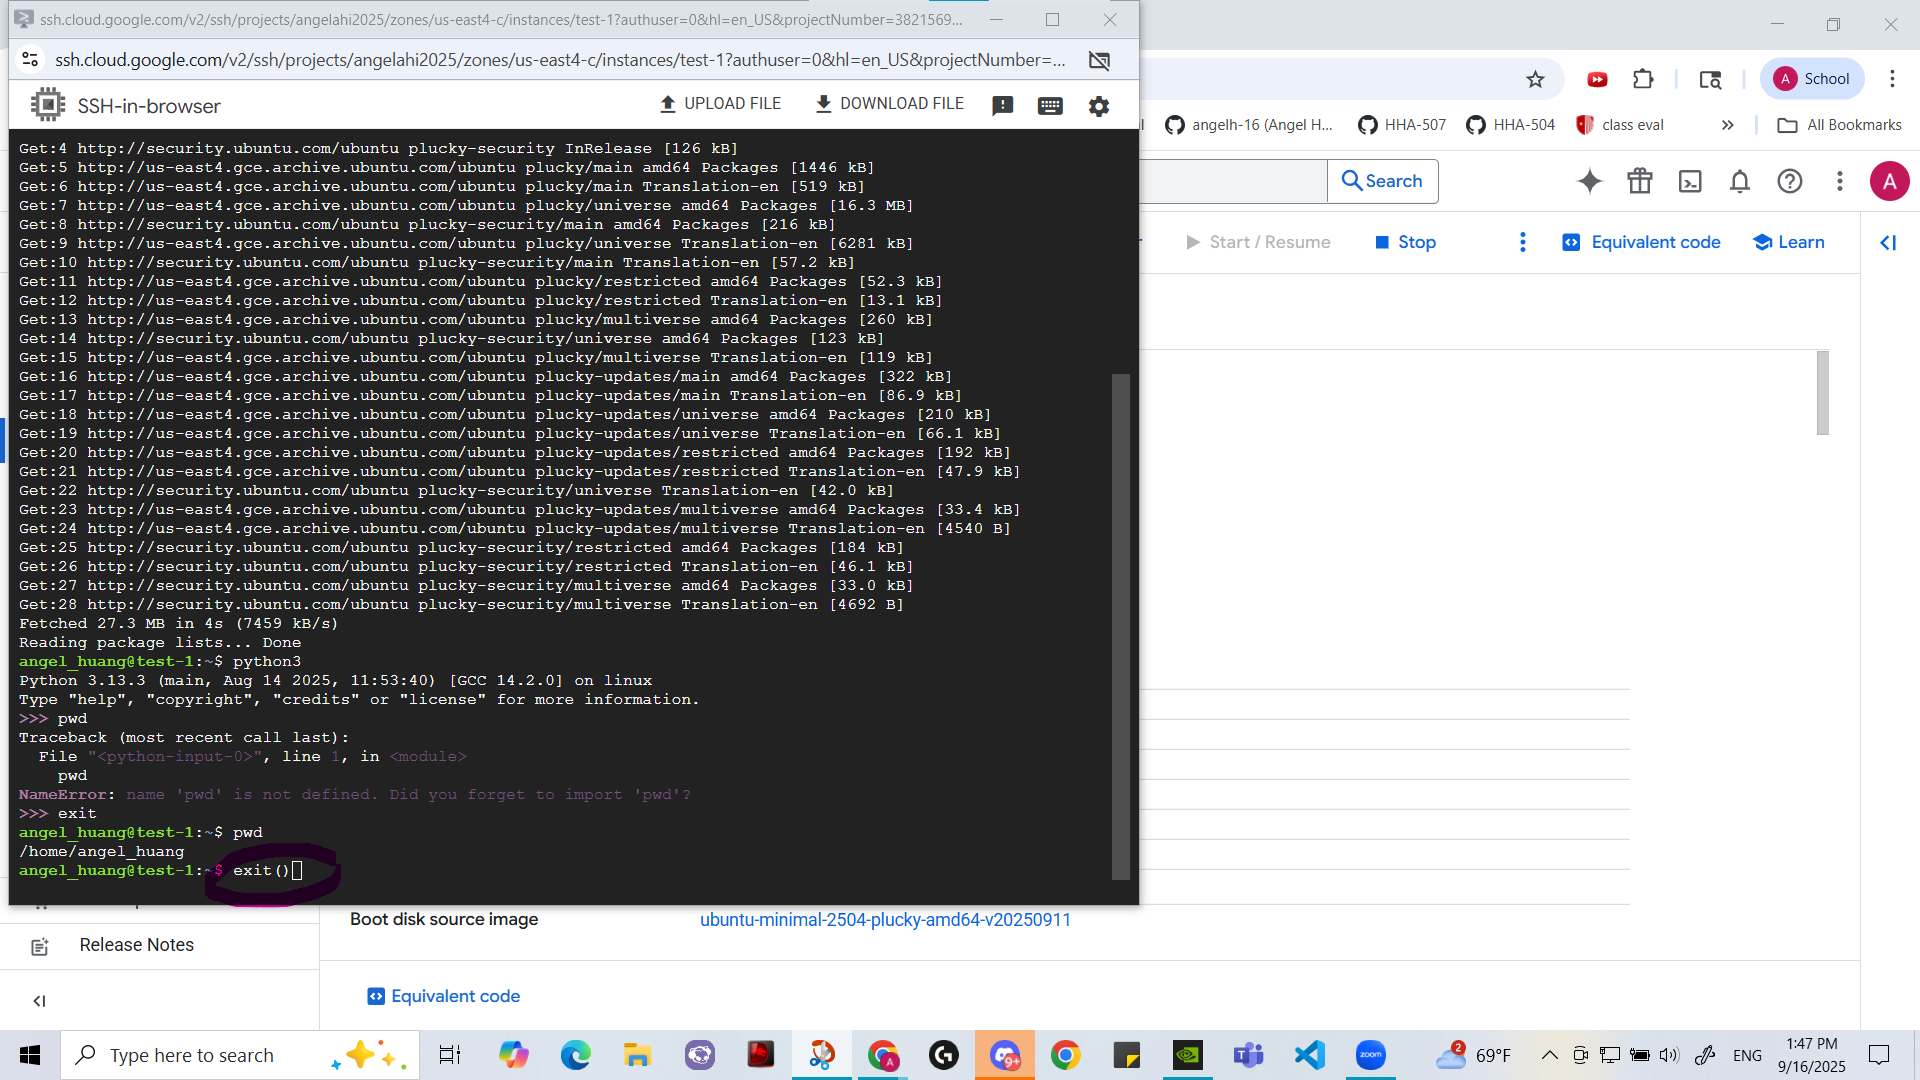 ssh.cloud.google.com/v2/ssh/projects/angelahi2025/zones/us-east4-c/instances/test-1?authuser=0&hl=en_US&projectNumber=3821569...
ssh.cloud.google.com/v2/ssh/projects/angelahi2025/zones/us-east4-c/instances/test-1?authuser=0&hl=en_US&projectNumber=...
A School
SSH-in-browser
UPLOAD FILE
DOWNLOAD FILE
angelh-16 (Angel H...
HHA-507
HHA-504
class eval
All Bookmarks
Search
A
Start / Resume
Stop
Equivalent code
Learn
Get:4 http://security.ubuntu.com/ubuntu plucky-security InRelease [126 kB]
Get:5 http://us-east4.gce.archive.ubuntu.com/ubuntu plucky/main amd64 Packages [1446 kB]
Get:6 http://us-east4.gce.archive.ubuntu.com/ubuntu plucky/main Translation-en [519 kB]
Get:7 http://us-east4.gce.archive.ubuntu.com/ubuntu plucky/universe amd64 Packages [16.3 MB]
Get:8 http://security.ubuntu.com/ubuntu plucky-security/main amd64 Packages [216 kB]
Get:9 http://us-east4.gce.archive.ubuntu.com/ubuntu plucky/universe Translation-en [6281 kB]
Get:10 http://security.ubuntu.com/ubuntu plucky-security/main Translation-en [57.2 kB]
Get:11 http://us-east4.gce.archive.ubuntu.com/ubuntu plucky/restricted amd64 Packages [52.3 kB]
Get:12 http://us-east4.gce.archive.ubuntu.com/ubuntu plucky/restricted Translation-en [13.1 kB]
Get:13 http://us-east4.gce.archive.ubuntu.com/ubuntu plucky/multiverse amd64 Packages [260 kB]
Get:14 http://security.ubuntu.com/ubuntu plucky-security/universe amd64 Packages [123 kB]
Get:15 http://us-east4.gce.archive.ubuntu.com/ubuntu plucky/multiverse Translation-en [119 kB]
Get:16 http://us-east4.gce.archive.ubuntu.com/ubuntu plucky-updates/main amd64 Packages [322 kB]
Get:17 http://us-east4.gce.archive.ubuntu.com/ubuntu plucky-updates/main Translation-en [86.9 kB]
Get:18 http://us-east4.gce.archive.ubuntu.com/ubuntu plucky-updates/universe amd64 Packages [210 kB]
Get:19 http://us-east4.gce.archive.ubuntu.com/ubuntu plucky-updates/universe Translation-en [66.1 kB]
Get:20 http://us-east4.gce.archive.ubuntu.com/ubuntu plucky-updates/restricted amd64 Packages [192 kB]
Get:21 http://us-east4.gce.archive.ubuntu.com/ubuntu plucky-updates/restricted Translation-en [47.9 kB]
Get:22 http://security.ubuntu.com/ubuntu plucky-security/universe Translation-en [42.0 kB]
Get:23 http://us-east4.gce.archive.ubuntu.com/ubuntu plucky-updates/multiverse amd64 Packages [33.4 kB]
Get:24 http://us-east4.gce.archive.ubuntu.com/ubuntu plucky-updates/multiverse Translation-en [4540 B]
Get:25 http://security.ubuntu.com/ubuntu plucky-security/restricted amd64 Packages [184 kB]
Get:26 http://security.ubuntu.com/ubuntu plucky-security/restricted Translation-en [46.1 kB]
Get:27 http://security.ubuntu.com/ubuntu plucky-security/multiverse amd64 Packages [33.0 kB]
Get:28 http://security.ubuntu.com/ubuntu plucky-security/multiverse Translation-en [4692 B]
Fetched 27.3 MB in 4s (7459 kB/s)
Reading package lists... Done
angel_huang@test-1:~$ python3
Python 3.13.3 (main, Aug 14 2025, 11:53:40) [GCC 14.2.0] on linux
Type "help", "copyright", "credits" or "license" for more information.
>>> pwd
Traceback (most recent call last):
File "<python-input-0>", line 1, in <module>
pwd
NameError: name 'pwd' is not defined. Did you forget to import 'pwd'?
>>> exit
angel_huang@test-1:~$ pwd
/home/angel_huang
angel_huang@test-1:~$ exit()
Boot disk source image
ubuntu-minimal-2504-plucky-amd64-v20250911
Release Notes
Equivalent code
Type here to search
9+
zoom
2
69°F
ENG
1:47 PM
9/16/2025